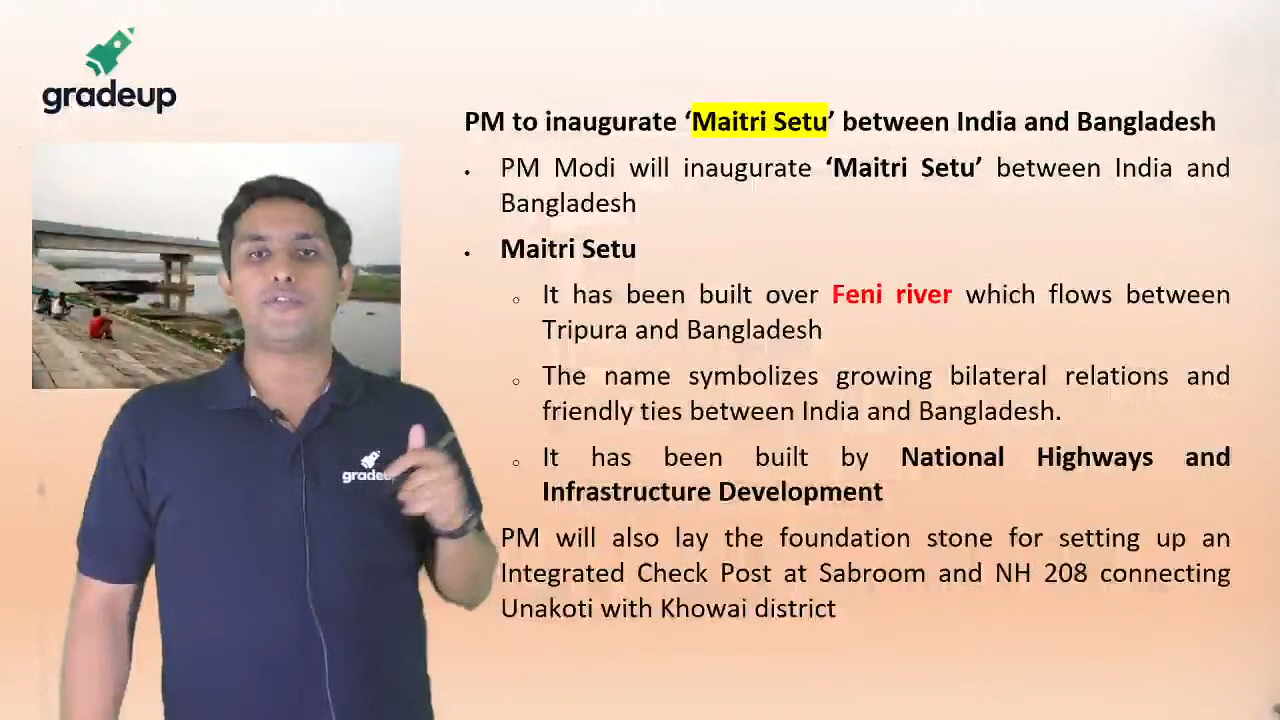 gradeup
PM to inaugurate ‘Maitri Setu’ between India and Bangladesh
• PM Modi will inaugurate ‘Maitri Setu’ between India and
Bangladesh
• Maitri Setu
o It has been built over Feni river which flows between
Tripura and Bangladesh
o The name symbolizes growing bilateral relations and
friendly ties between India and Bangladesh.
o It has been built by National Highways and
Infrastructure Development
PM will also lay the foundation stone for setting up an
Integrated Check Post at Sabroom and NH 208 connecting
Unakoti with Khowai district
gradeu